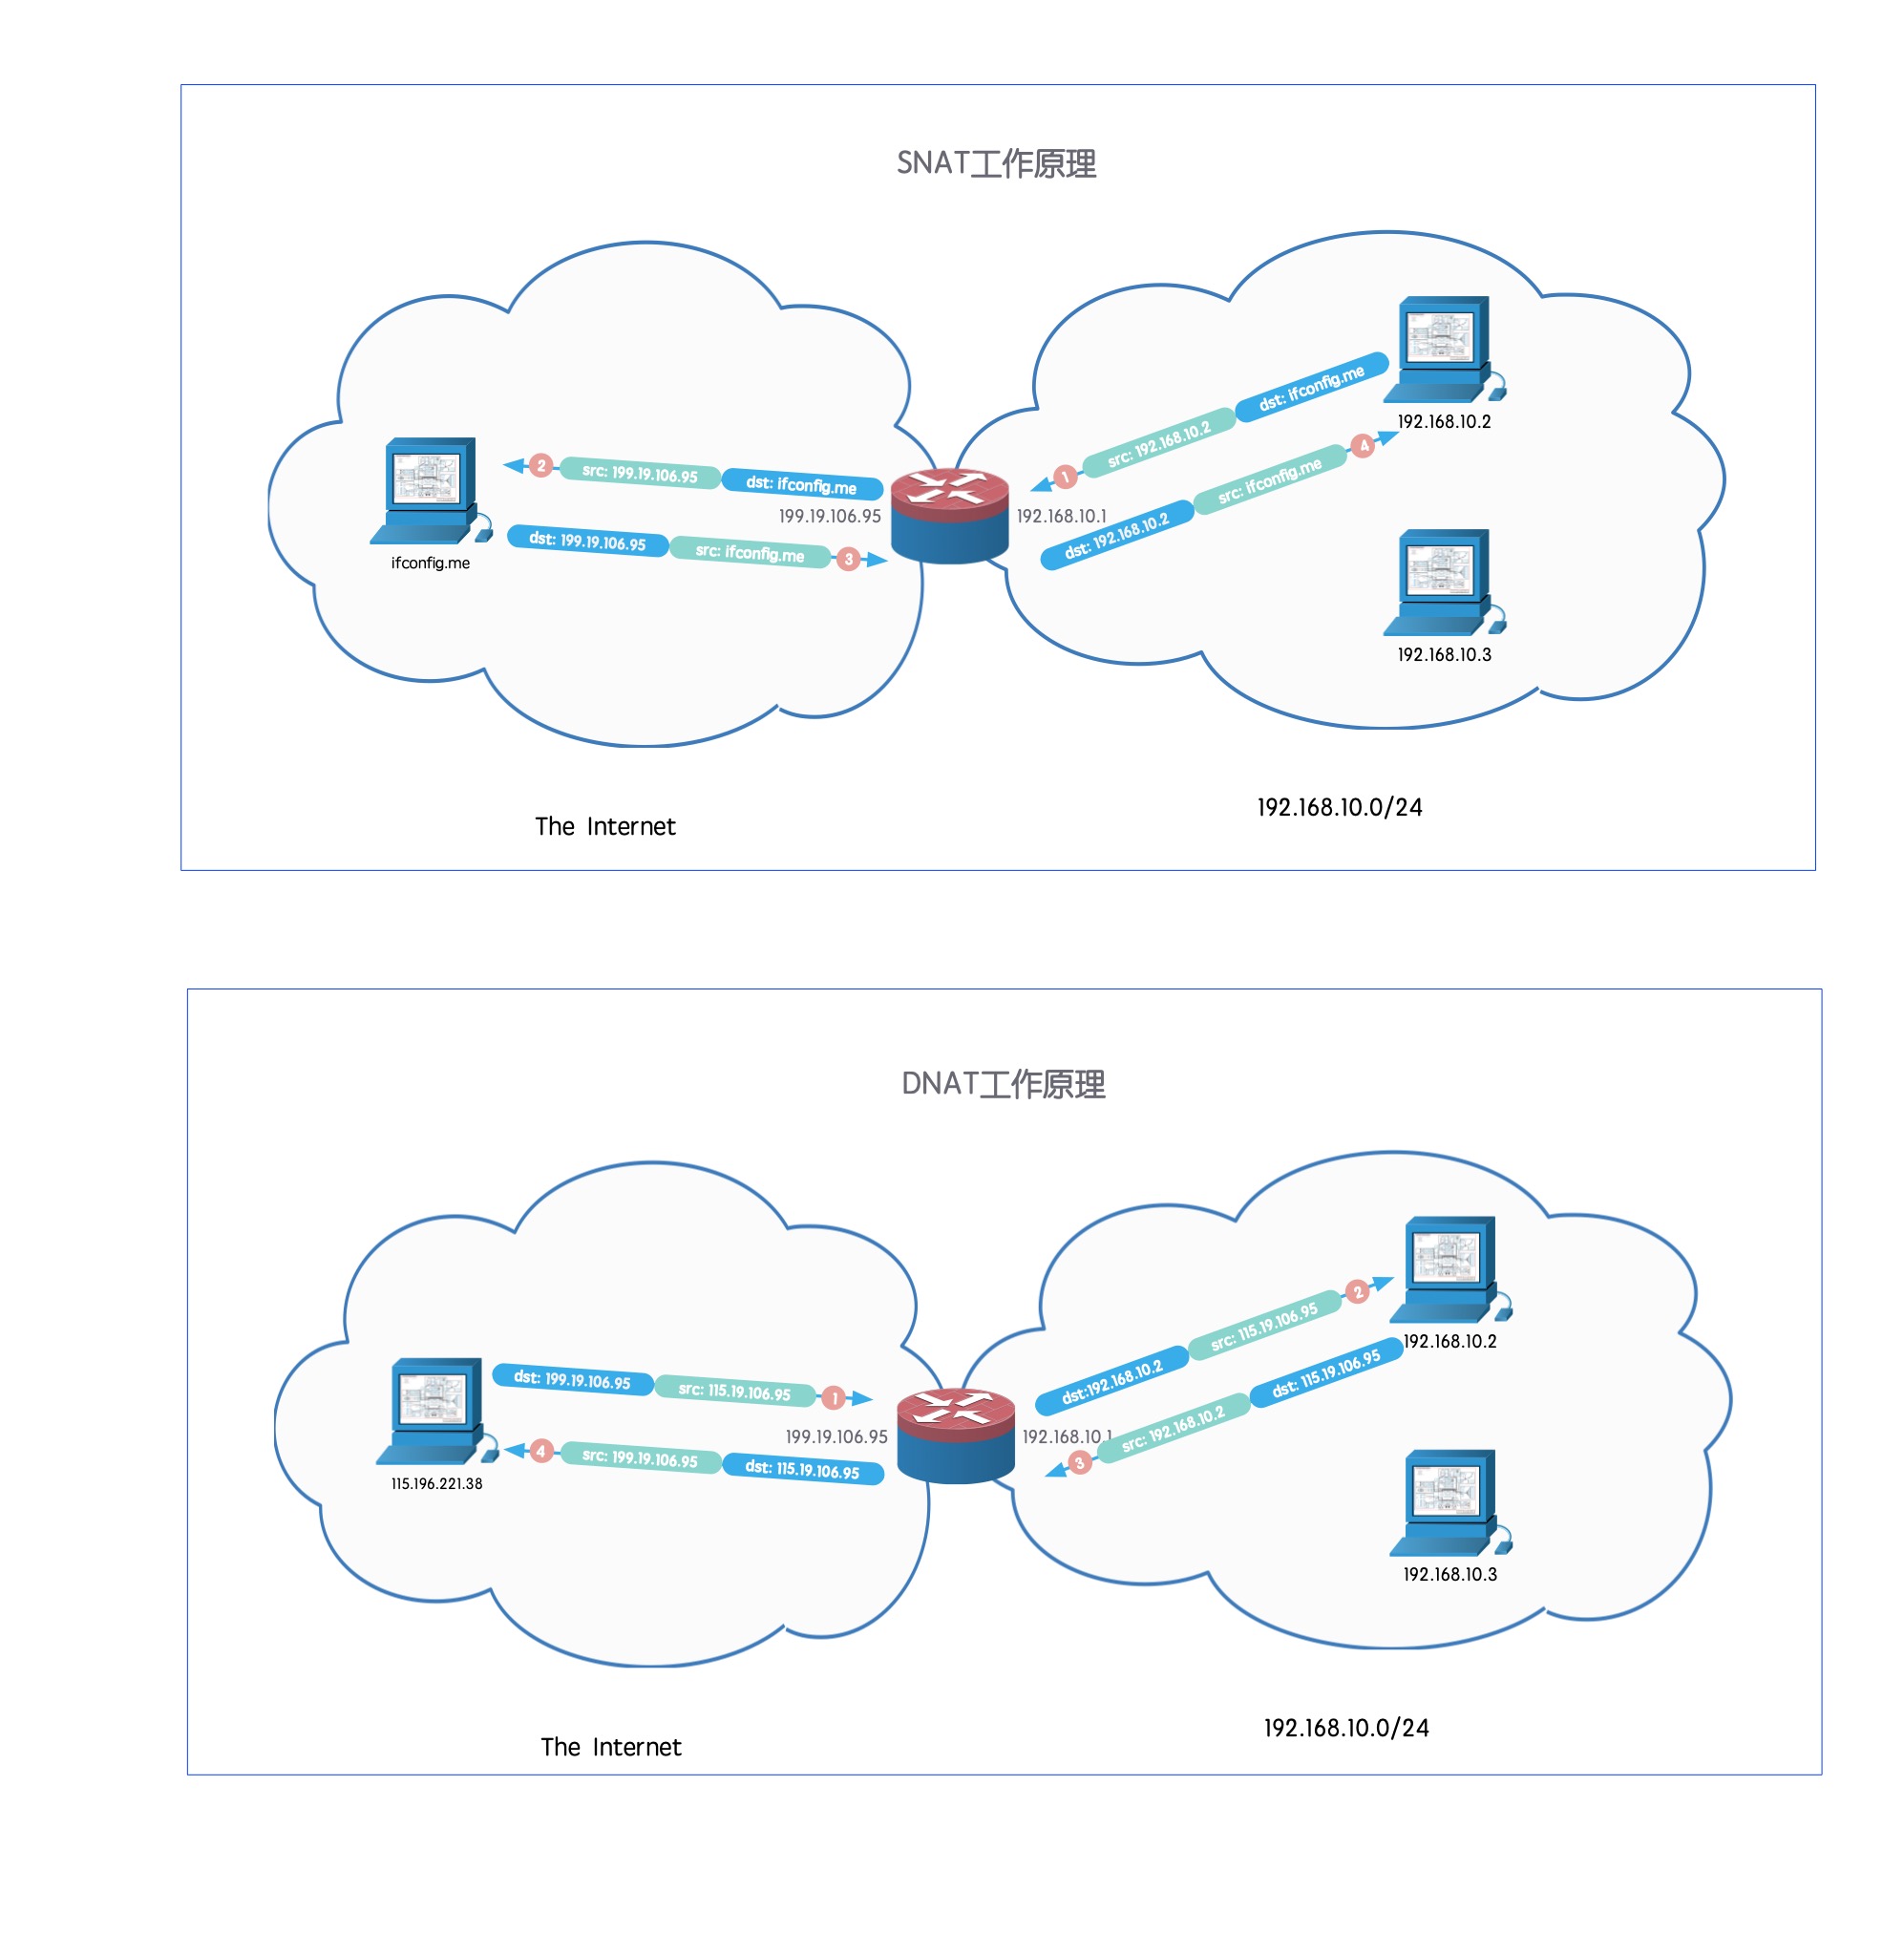 SNAT工作原理
dst: ifconfig.me
src: 192.168.10.2
1
192.168.10.2
4
src: ifconfig.me
dst: 192.168.10.2
2
src: 199.19.106.95
dst: ifconfig.me
199.19.106.95
192.168.10.1
dst: 199.19.106.95
src: ifconfig.me
3
ifconfig.me
192.168.10.3
The Internet
192.168.10.0/24
DNAT工作原理
2
src: 115.19.106.95
dst:192.168.10.2
192.168.10.2
dst: 115.19.106.95
src: 192.168.10.2
3
dst: 199.19.106.95
src: 115.19.106.95
1
199.19.106.95
192.168.10.1
4
src: 199.19.106.95
dst: 115.19.106.95
115.196.221.38
192.168.10.3
The Internet
192.168.10.0/24